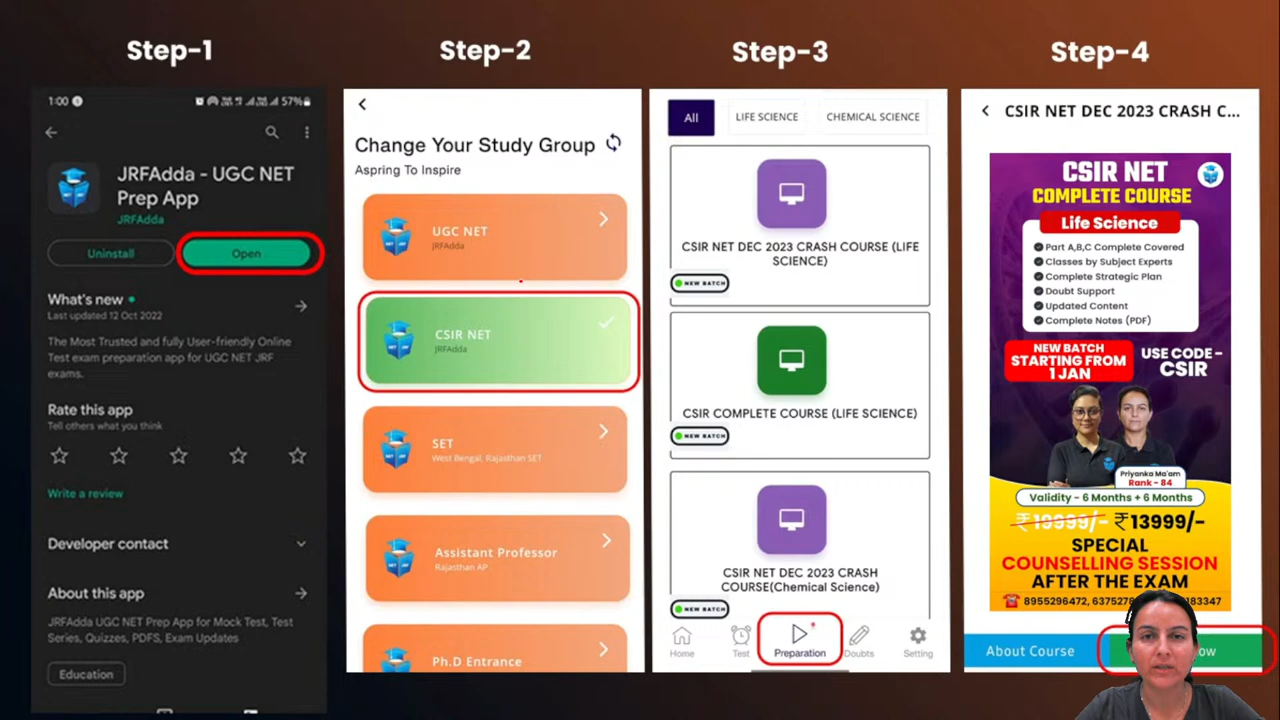 Step-1
Step-2
Step-3
Step-4
1:00
57%
JRFAdda - UGC NET
Prep App
JRFAdda
Uninstall
Open
What's new
Last updated 12 Oct 2022
The Most Trusted and fully User-friendly Online
Test exam preparation app for UGC NET JRF
exams.
Rate this app
Tell others what you think
Write a review
Developer contact
About this app
JRFAdda UGC NET Prep App for Mock Test, Test
Series, Quizzes, PDFS, Exam Updates
Education
Change Your Study Group
Aspring To Inspire
UGC NET
JRFAdda
CSIR NET
JRFAdda
SET
West Bengal, Rajasthan SET
Assistant Professor
Rajasthan AP
Ph.D Entrance
All
LIFE SCIENCE
CHEMICAL SCIENCE
CSIR NET DEC 2023 CRASH COURSE (LIFE
SCIENCE)
NEW BATCH
CSIR COMPLETE COURSE (LIFE SCIENCE)
NEW BATCH
CSIR NET DEC 2023 CRASH
COURSE(Chemical Science)
NEW BATCH
Home
Test
Preparation
Doubts
Setting
CSIR NET DEC 2023 CRASH C...
CSIR NET
COMPLETE COURSE
Life Science
Part A,B,C Complete Covered
Classes by Subject Experts
Complete Strategic Plan
Doubt Support
Updated Content
Complete Notes (PDF)
NEW BATCH
STARTING FROM
1 JAN
USE CODE -
CSIR
Priyanka Ma'am
Rank - 84
Validity - 6 Months + 6 Months
₹19999/- ₹13999/-
SPECIAL
COUNSELLING SESSION
AFTER THE EXAM
8955296472,
About Course